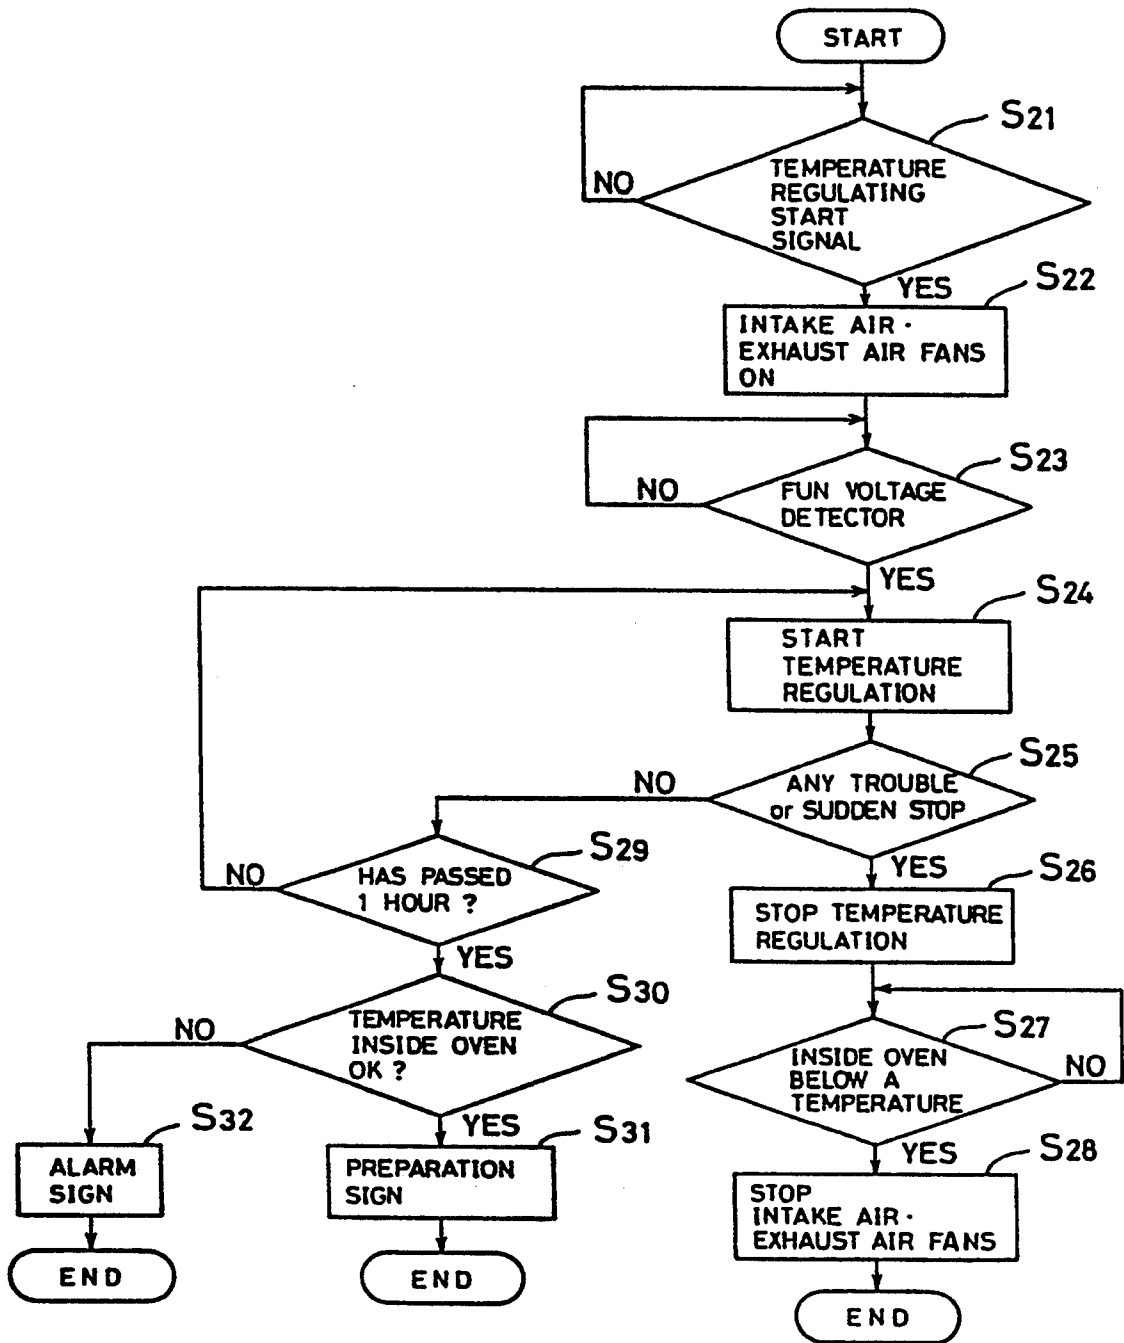 START
S21
TEMPERATURE
REGULATING
START
SIGNAL
NO
YES
S22
INTAKE AIR ·
EXHAUST AIR FANS
ON
S23
FUN VOLTAGE
DETECTOR
NO
YES
S24
START
TEMPERATURE
REGULATION
S25
ANY TROUBLE
or SUDDEN STOP
NO
YES
S29
HAS PASSED
1 HOUR ?
NO
YES
S26
STOP TEMPERATURE
REGULATION
S30
TEMPERATURE
INSIDE OVEN
OK ?
NO
YES
S27
INSIDE OVEN
BELOW A
TEMPERATURE
NO
YES
S32
ALARM
SIGN
S31
PREPARATION
SIGN
S28
STOP
INTAKE AIR ·
EXHAUST AIR FANS
END
END
END